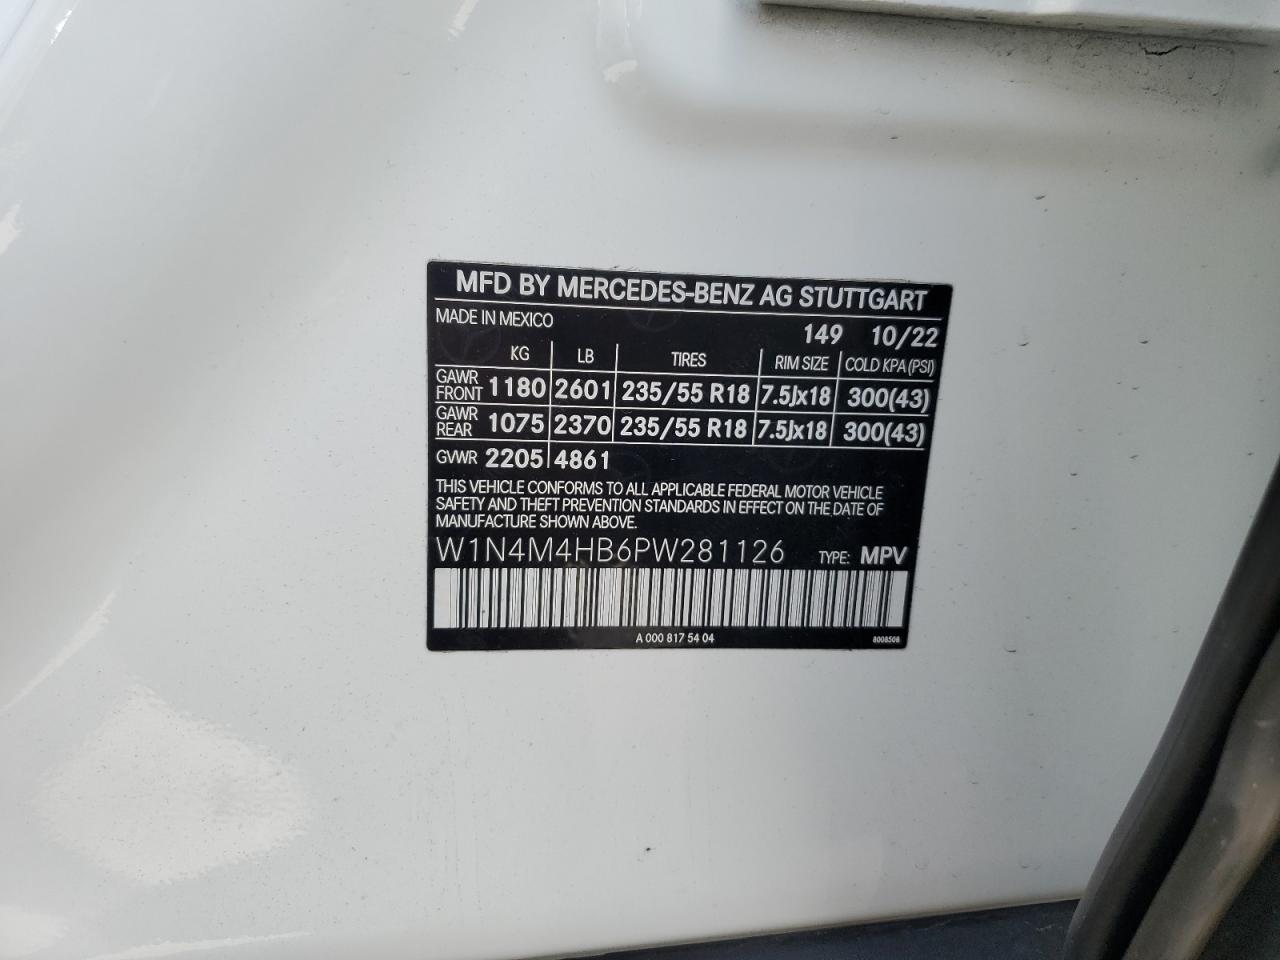 MFD BY MERCEDES-BENZ AG STUTTGART
MADE IN MEXICO 149 10/22
KG LB TIRES RIM SIZE COLD KPA (PSI)
GAWR FRONT 1180 2601 235/55 R18 7.5Jx18 300(43)
GAWR REAR 1075 2370 235/55 R18 7.5Jx18 300(43)
GVWR 2205 4861
THIS VEHICLE CONFORMS TO ALL APPLICABLE FEDERAL MOTOR VEHICLE
SAFETY AND THEFT PREVENTION STANDARDS IN EFFECT ON THE DATE OF
MANUFACTURE SHOWN ABOVE.
W1N4M4HB6PW281126 TYPE: MPV
A 000 817 54 04 8008508